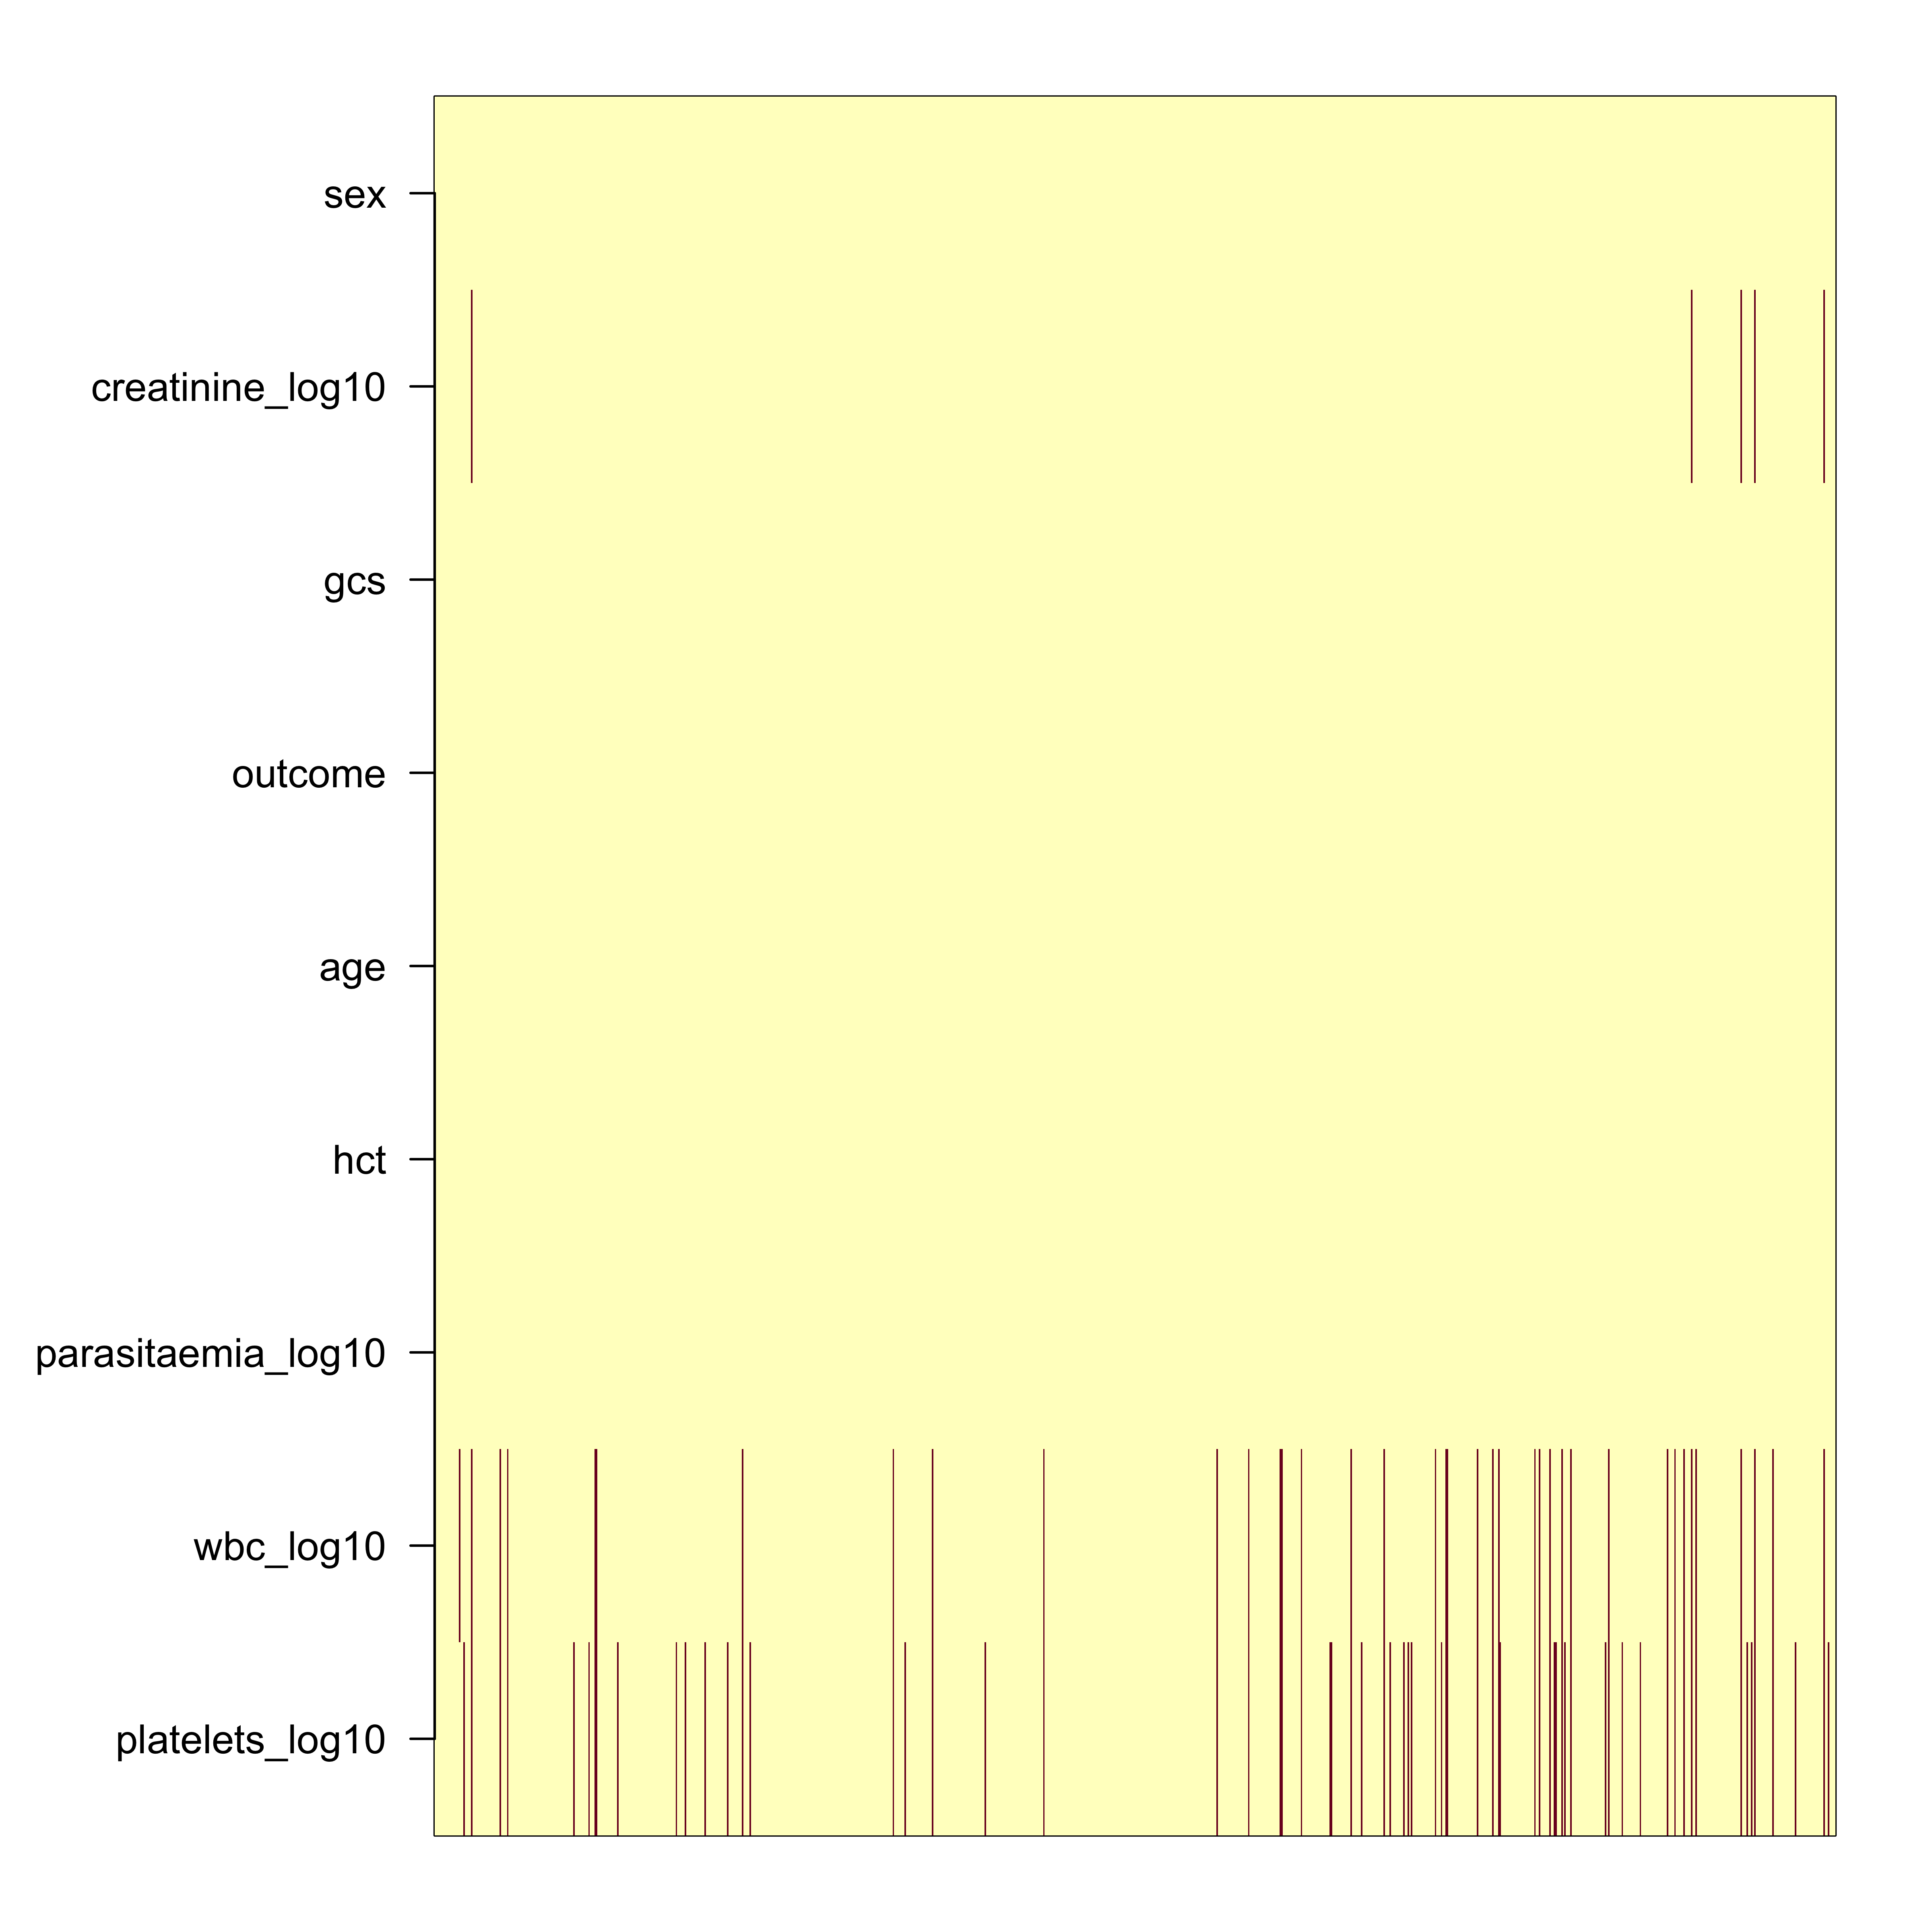 sex
creatinine_log10
gcs
outcome
age
hct
parasitaemia_log10
wbc_log10
platelets_log10